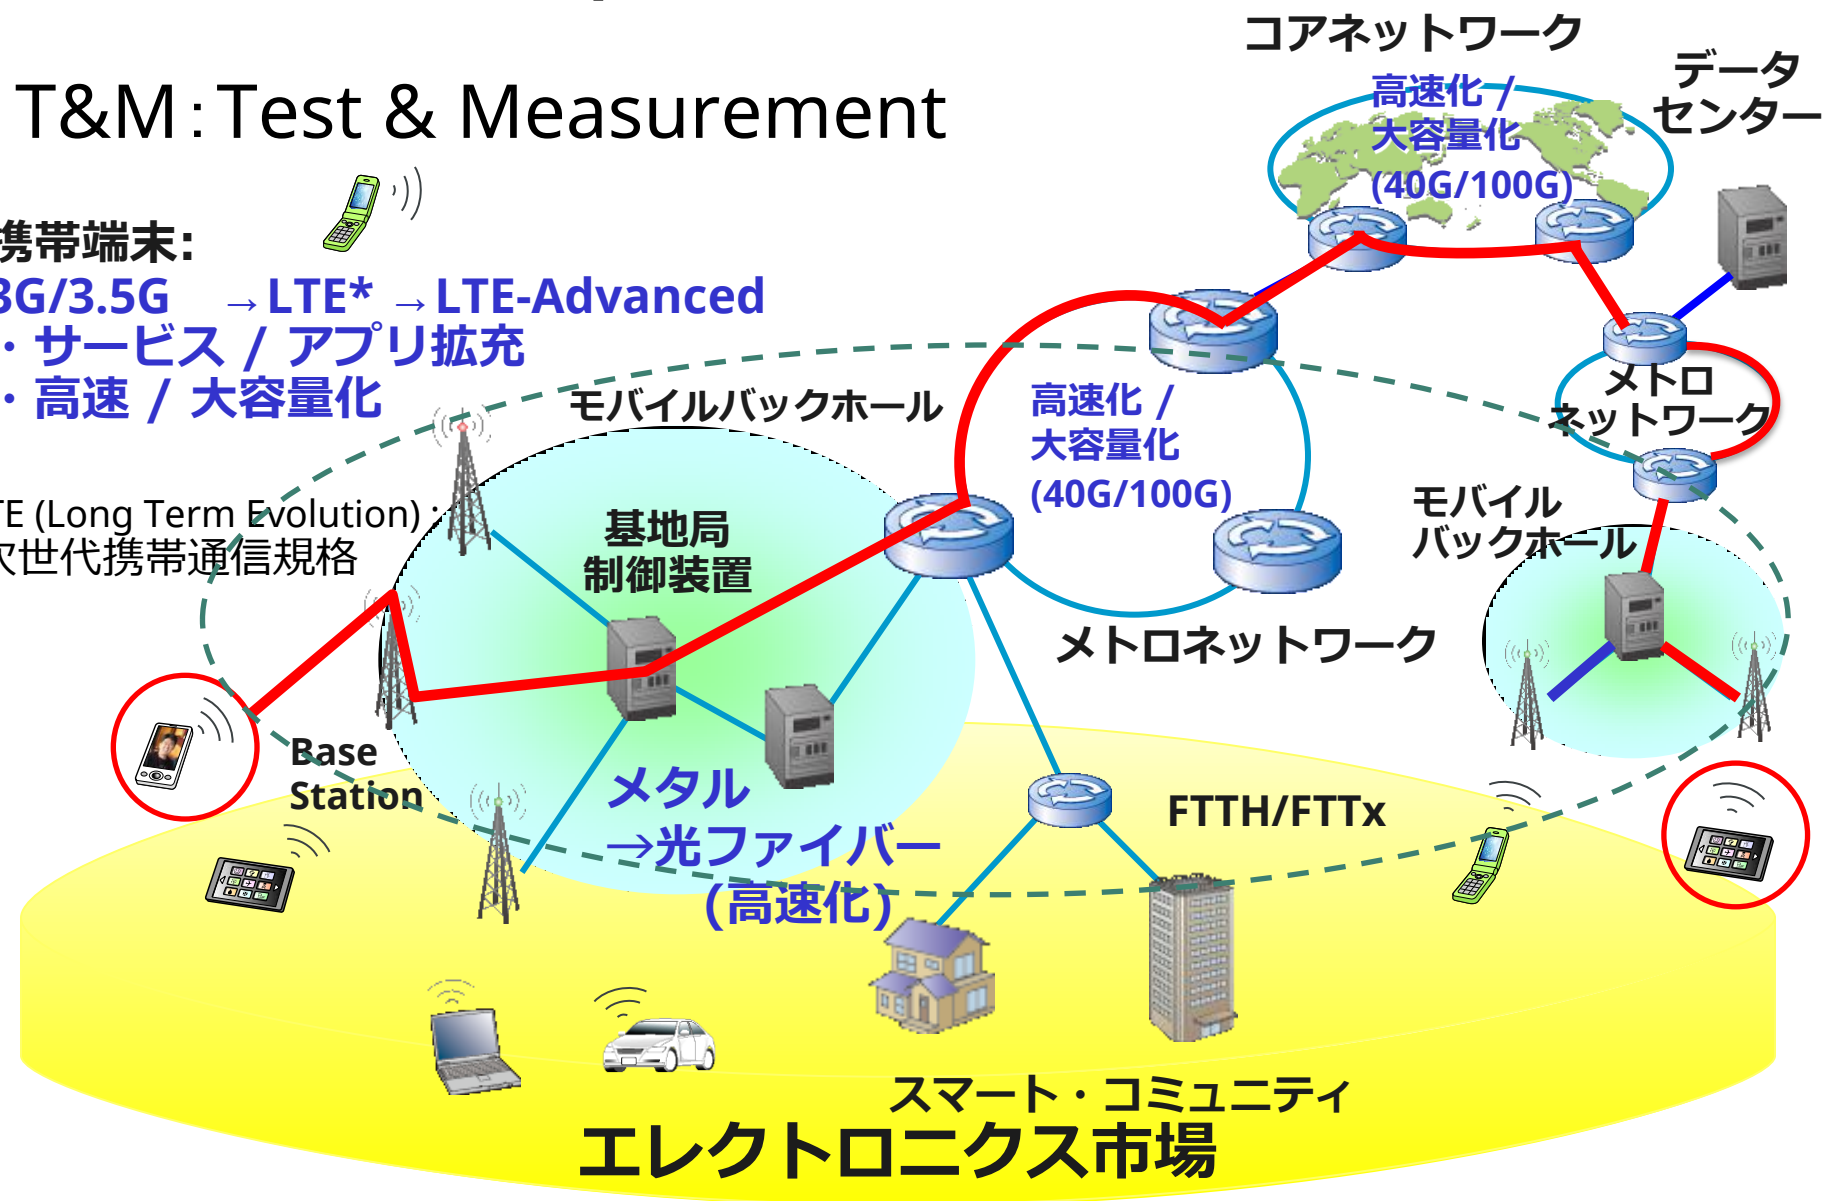 コアネットワーク
データ
センター
T&M：Test & Measurement
高速化 /
大容量化
(40G/100G)
携帯端末:
3G/3.5G　→LTE* →LTE-Advanced
・サービス / アプリ拡充
・高速 / 大容量化
モバイルバックホール
高速化 /
大容量化
(40G/100G)
メトロ
ネットワーク
TE (Long Term Evolution) :
次世代携帯通信規格
基地局
制御装置
モバイル
バックホール
メトロネットワーク
Base
Station
メタル
→光ファイバー
(高速化)
FTTH/FTTx
スマート・コミュニティ
エレクトロニクス市場